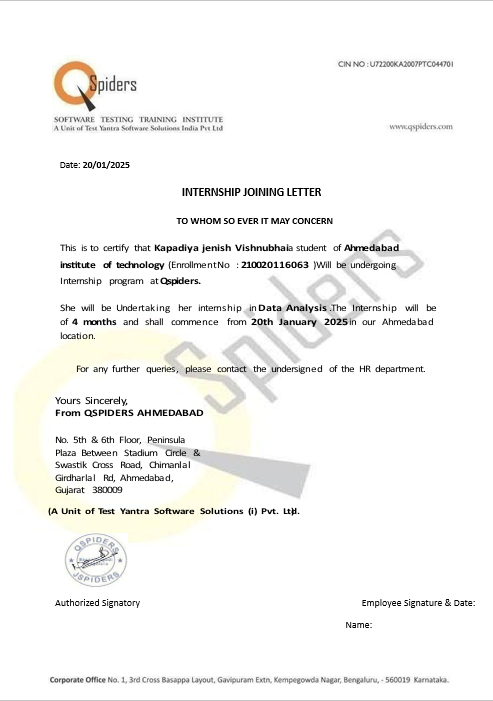 CIN NO : U72200KA2007PTC044701
QSpiders
SOFTWARE TESTING TRAINING INSTITUTE
A Unit of Test Yantra Software Solutions India Pvt Ltd
www.qspiders.com
Date: 20/01/2025
INTERNSHIP JOINING LETTER
TO WHOM SO EVER IT MAY CONCERN
This is to certify that Kapadiya jenish Vishnubhai a student of Ahmedabad
institute of technology (Enrollment No : 210020116063 )Will be undergoing
Internship program at Qspiders.
She will be Undertaking her internship in Data Analysis .The Internship will be
of 4 months and shall commence from 20th January 2025 in our Ahmedabad
location.
For any further queries, please contact the undersigned of the HR department.
Yours Sincerely,
From QSPIDERS AHMEDABAD
No. 5th & 6th Floor, Peninsula
Plaza Between Stadium Circle &
Swastik Cross Road, Chimanlal
Girdharlal Rd, Ahmedabad,
Gujarat 380009
(A Unit of Test Yantra Software Solutions (i) Pvt. Ltd).
QSPIDERS
JSPIDERS
Authorized Signatory
Employee Signature & Date:
Name:
Corporate Office No. 1, 3rd Cross Basappa Layout, Gavipuram Extn, Kempegowda Nagar, Bengaluru, - 560019 Karnataka.
Spiders